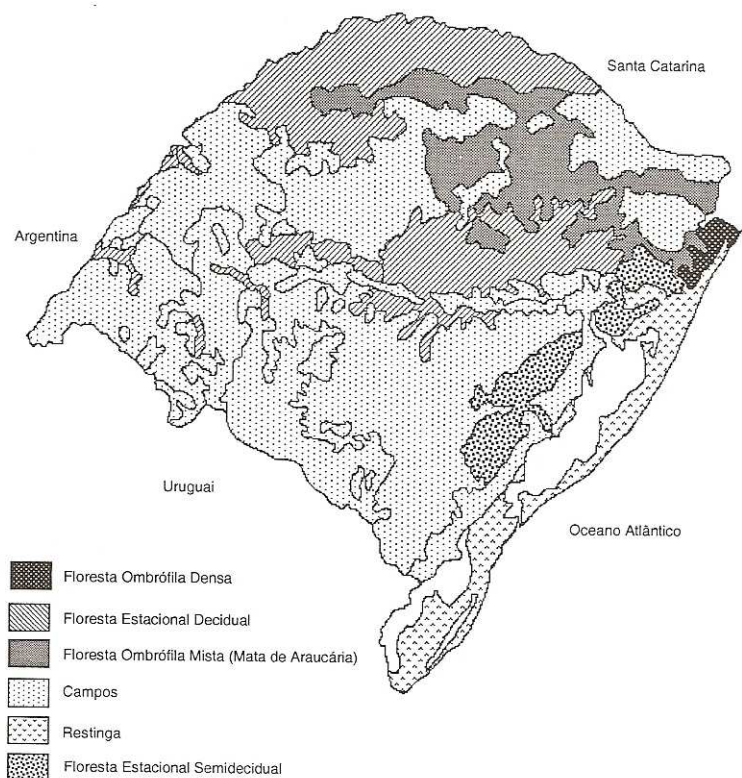 Santa Catarina
Argentina
Uruguai
Oceano Atlântico
Floresta Ombrófila Densa
Floresta Estacional Decidual
Floresta Ombrófila Mista (Mata de Araucária)
Campos
Restinga
Floresta Estacional Semidecidual